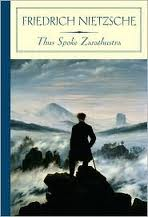 FRIEDRICH NIETZSCHE
Thus Spoke Zarathustra